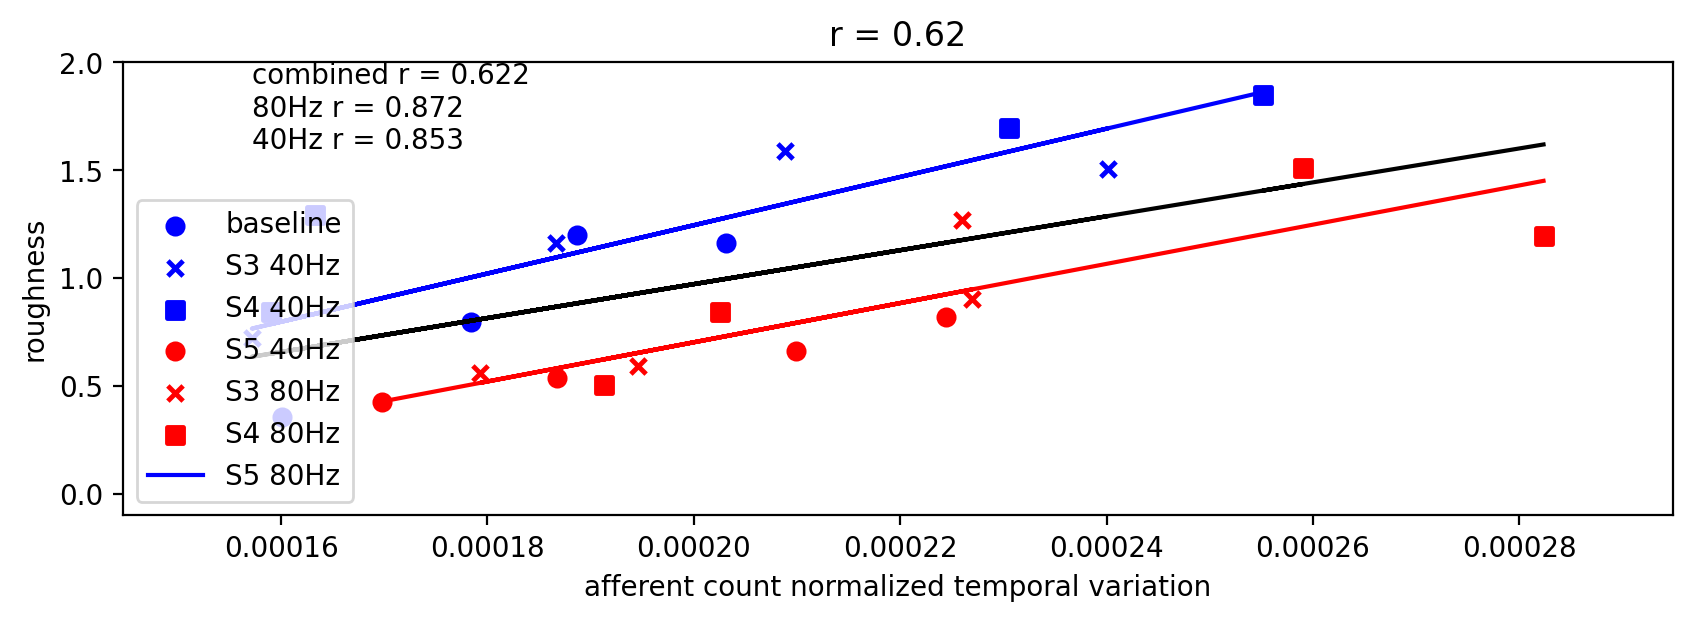 r = 0.62
combined r = 0.622
80Hz r = 0.872
40Hz r = 0.853
2.0
1.5
1.0
0.5
0.0
roughness
baseline
S3 40Hz
S4 40Hz
S5 40Hz
S3 80Hz
S4 80Hz
S5 80Hz
0.00016 0.00018 0.00020 0.00022 0.00024 0.00026 0.00028
afferent count normalized temporal variation